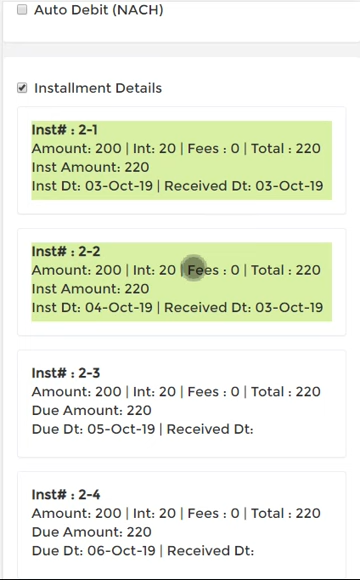 Auto Debit (NACH)
Installment Details
Inst# : 2-1
Amount: 200 | Int: 20 | Fees : 0 | Total : 220
Inst Amount: 220
Inst Dt: 03-Oct-19 | Received Dt: 03-Oct-19
Inst# : 2-2
Amount: 200 | Int: 20 | Fees : 0 | Total : 220
Inst Amount: 220
Inst Dt: 04-Oct-19 | Received Dt: 03-Oct-19
Inst# : 2-3
Amount: 200 | Int: 20 | Fees : 0 | Total : 220
Due Amount: 220
Due Dt: 05-Oct-19 | Received Dt:
Inst# : 2-4
Amount: 200 | Int: 20 | Fees : 0 | Total : 220
Due Amount: 220
Due Dt: 06-Oct-19 | Received Dt: